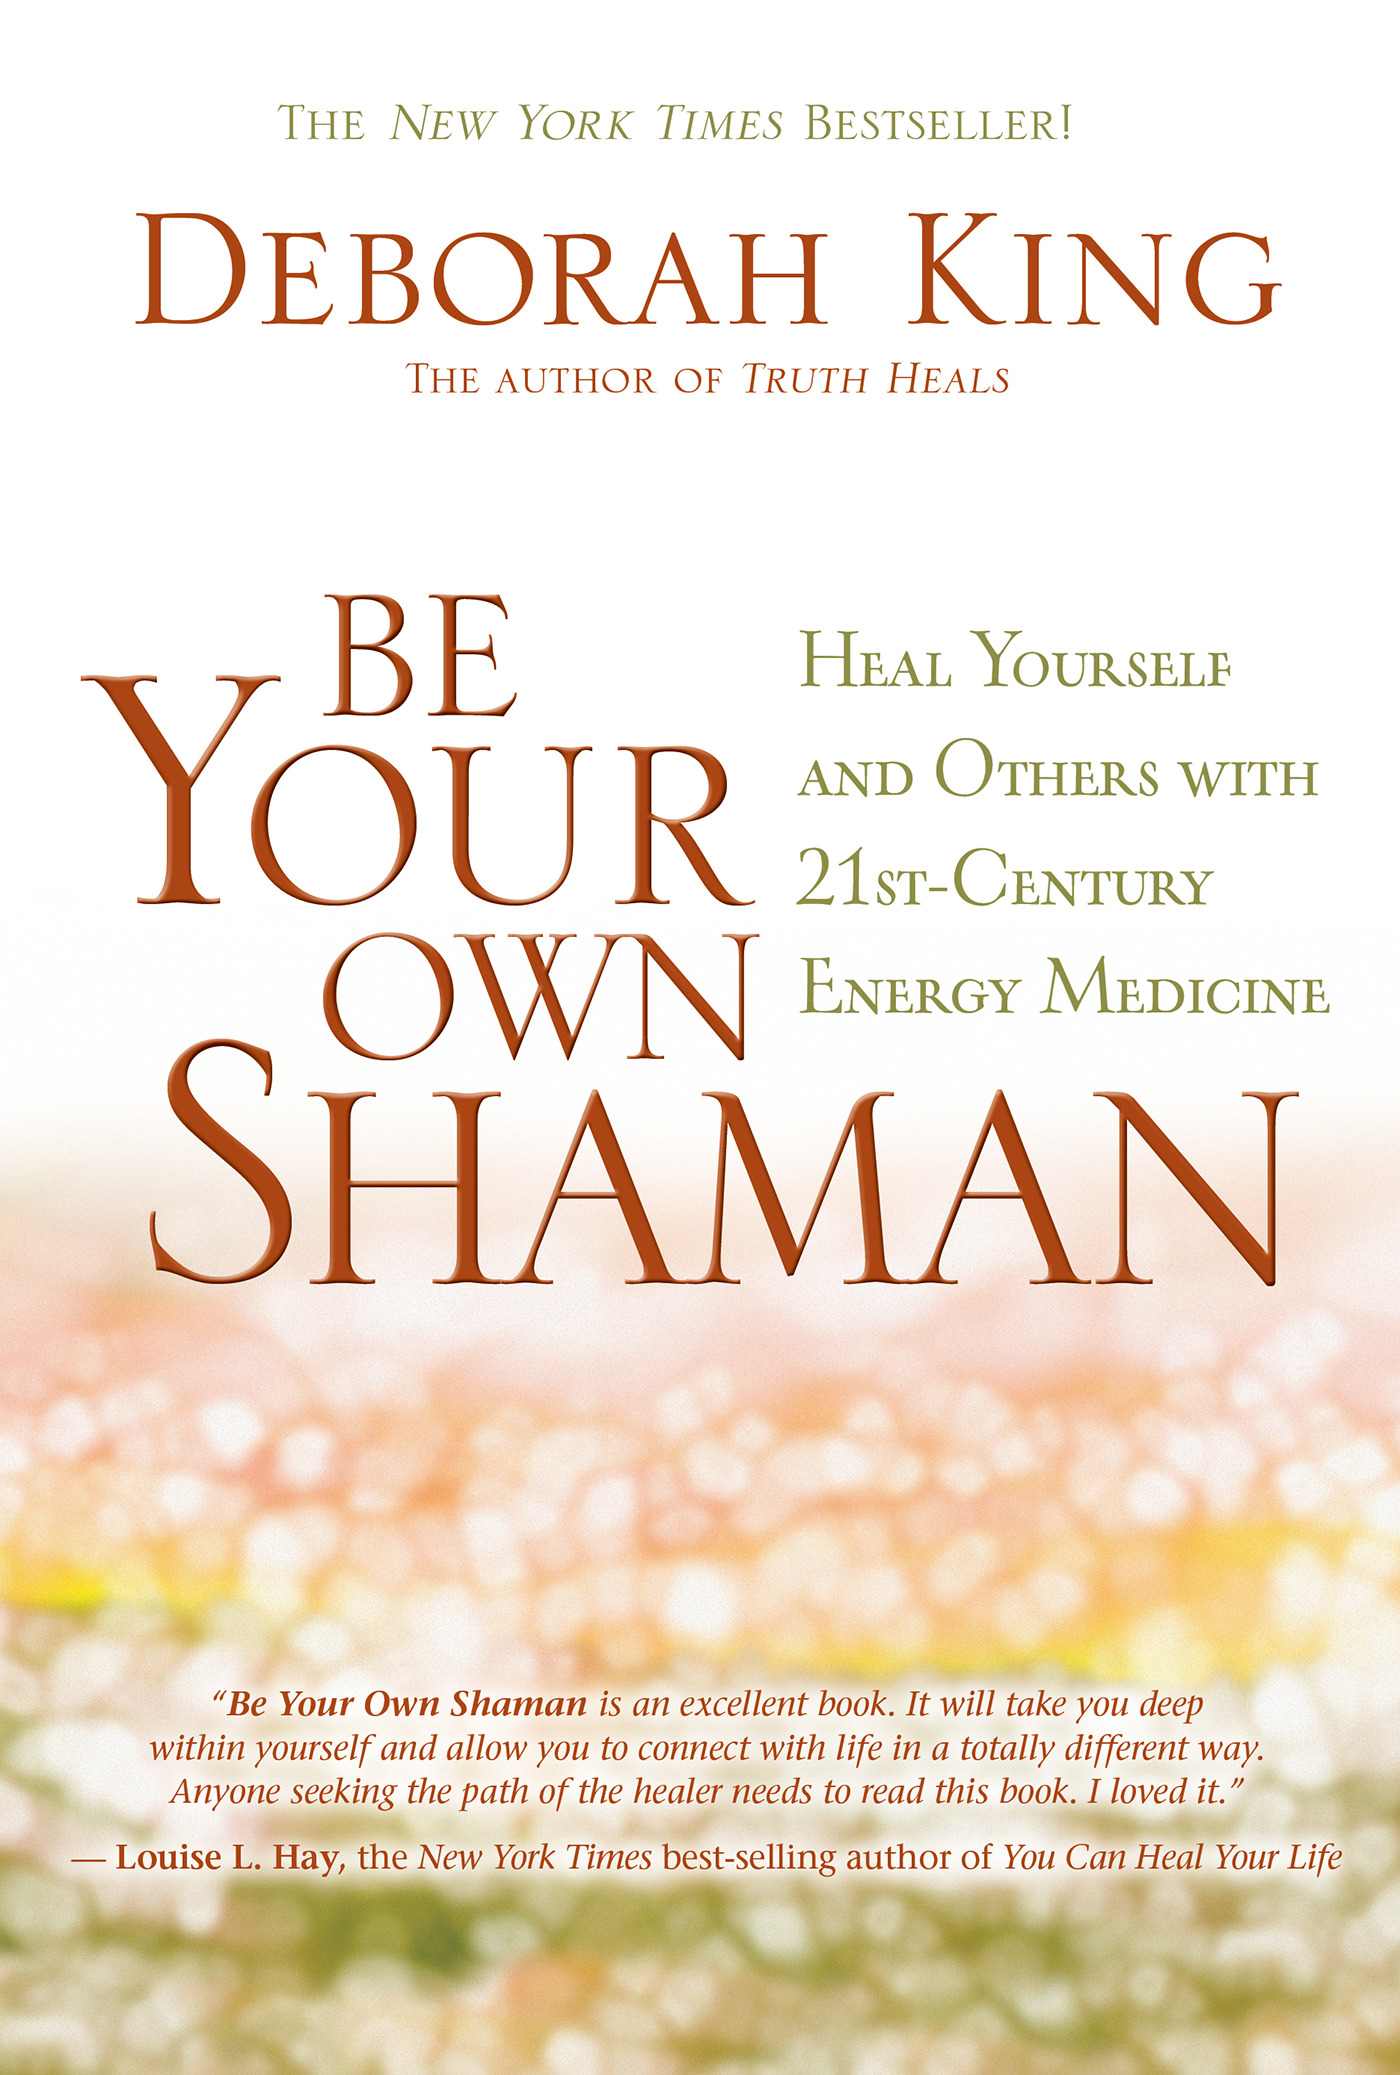 The New York Times Bestseller!
Deborah King
The author of Truth Heals
Be
Your
Own
Shaman
Heal Yourself
and Others with
21st-Century
Energy Medicine
“Be Your Own Shaman is an excellent book. It will take you deep
within yourself and allow you to connect with life in a totally different way.
Anyone seeking the path of the healer needs to read this book. I loved it.”
— Louise L. Hay, the New York Times best-selling author of You Can Heal Your Life